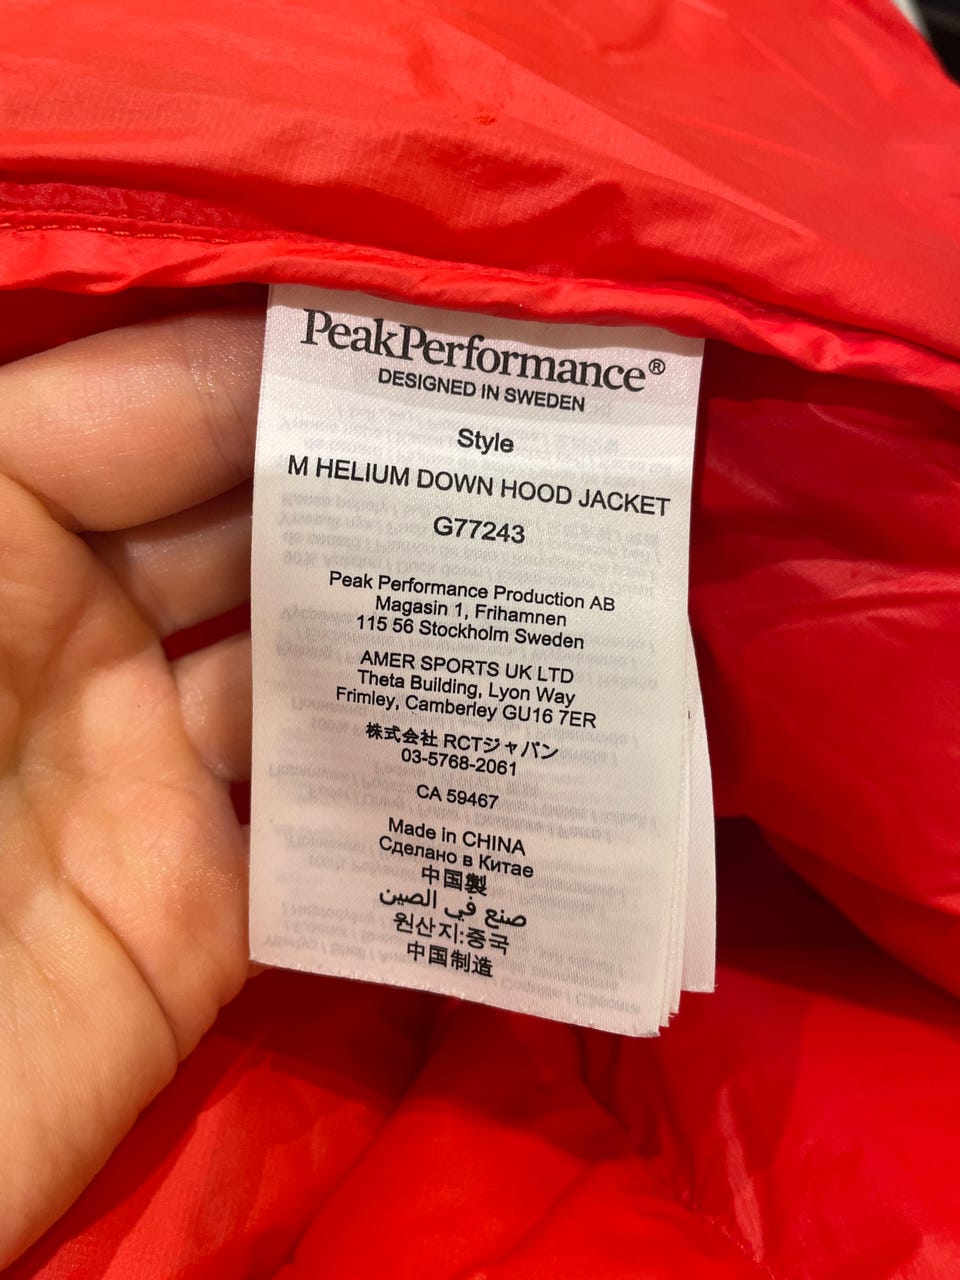 PeakPerformance®
DESIGNED IN SWEDEN
Style
M HELIUM DOWN HOOD JACKET
G77243
Peak Performance Production AB
Magasin 1, Frihamnen
115 56 Stockholm Sweden
AMER SPORTS UK LTD
Theta Building, Lyon Way
Frimley, Camberley GU16 7ER
株式会社 RCTジャパン
03-5768-2061
CA 59467
Made in CHINA
Сделано в Китае
中国製
صنع في الصين
원산지:중국
中国制造